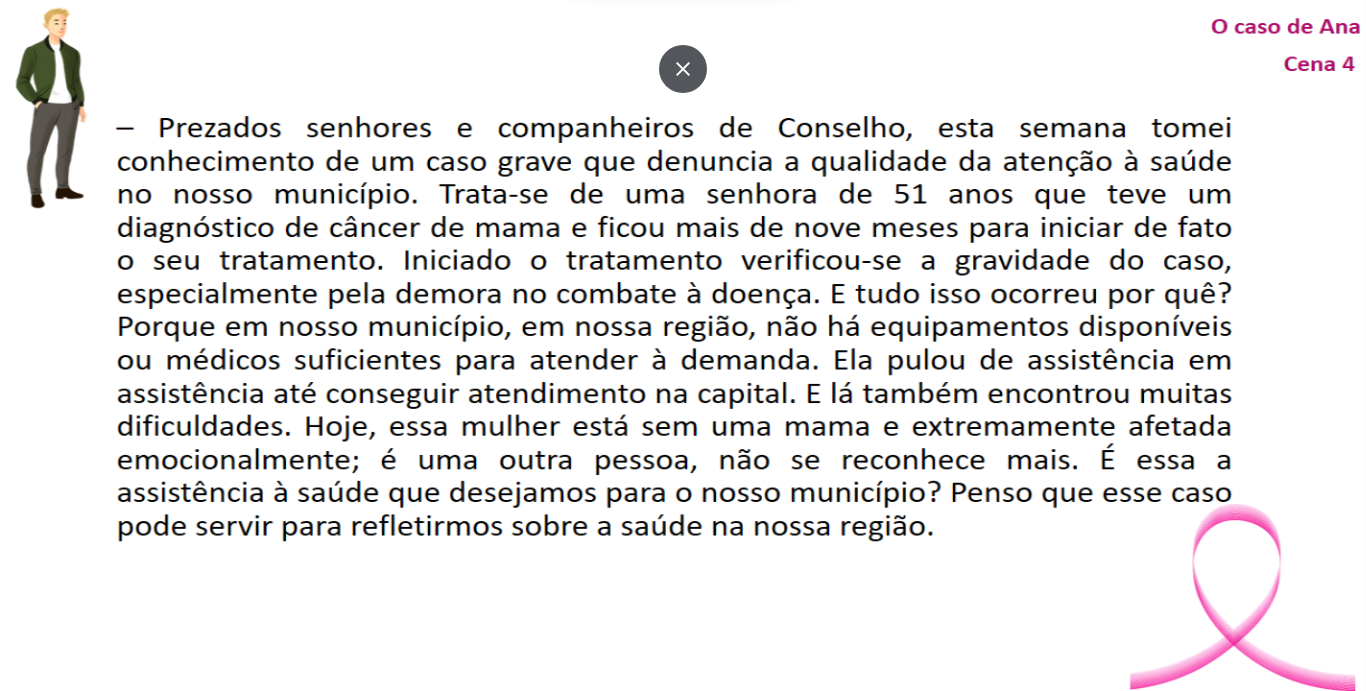 O caso de Ana
Cena 4
– Prezados senhores e companheiros de Conselho, esta semana tomei
conhecimento de um caso grave que denuncia a qualidade da atenção à saúde
no nosso município. Trata-se de uma senhora de 51 anos que teve um
diagnóstico de câncer de mama e ficou mais de nove meses para iniciar de fato
o seu tratamento. Iniciado o tratamento verificou-se a gravidade do caso,
especialmente pela demora no combate à doença. E tudo isso ocorreu por quê?
Porque em nosso município, em nossa região, não há equipamentos disponíveis
ou médicos suficientes para atender à demanda. Ela pulou de assistência em
assistência até conseguir atendimento na capital. E lá também encontrou muitas
dificuldades. Hoje, essa mulher está sem uma mama e extremamente afetada
emocionalmente; é uma outra pessoa, não se reconhece mais. É essa a
assistência à saúde que desejamos para o nosso município? Penso que esse caso
pode servir para refletirmos sobre a saúde na nossa região.